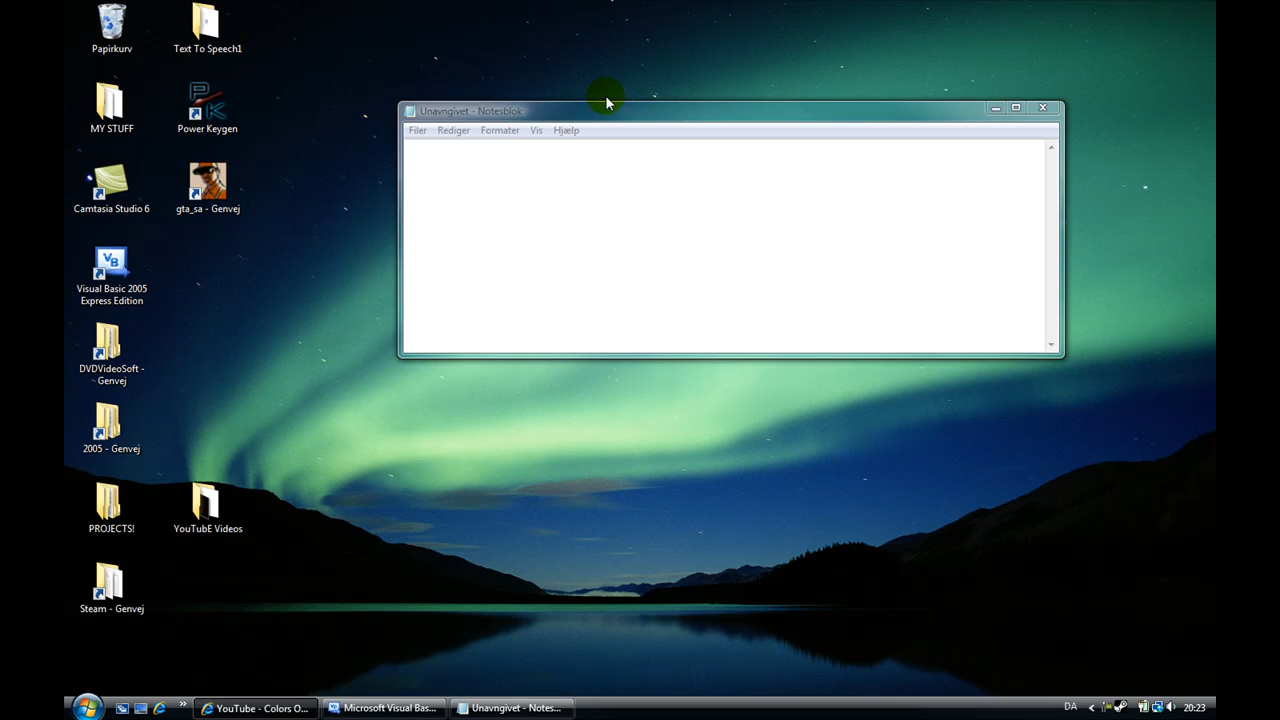 Papirkurv
Text To Speech1
MY STUFF
Power Keygen
Camtasia Studio 6
gta_sa - Genvej
Visual Basic 2005
Express Edition
DVDVideoSoft -
Genvej
2005 - Genvej
PROJECTS!
YouTubE Videos
Steam - Genvej
Unavngivet - Notesblok
Filer Rediger Formater Vis Hjælp
YouTube - Colors O...
Microsoft Visual Bas...
Unavngivet - Notes...
DA
20:23